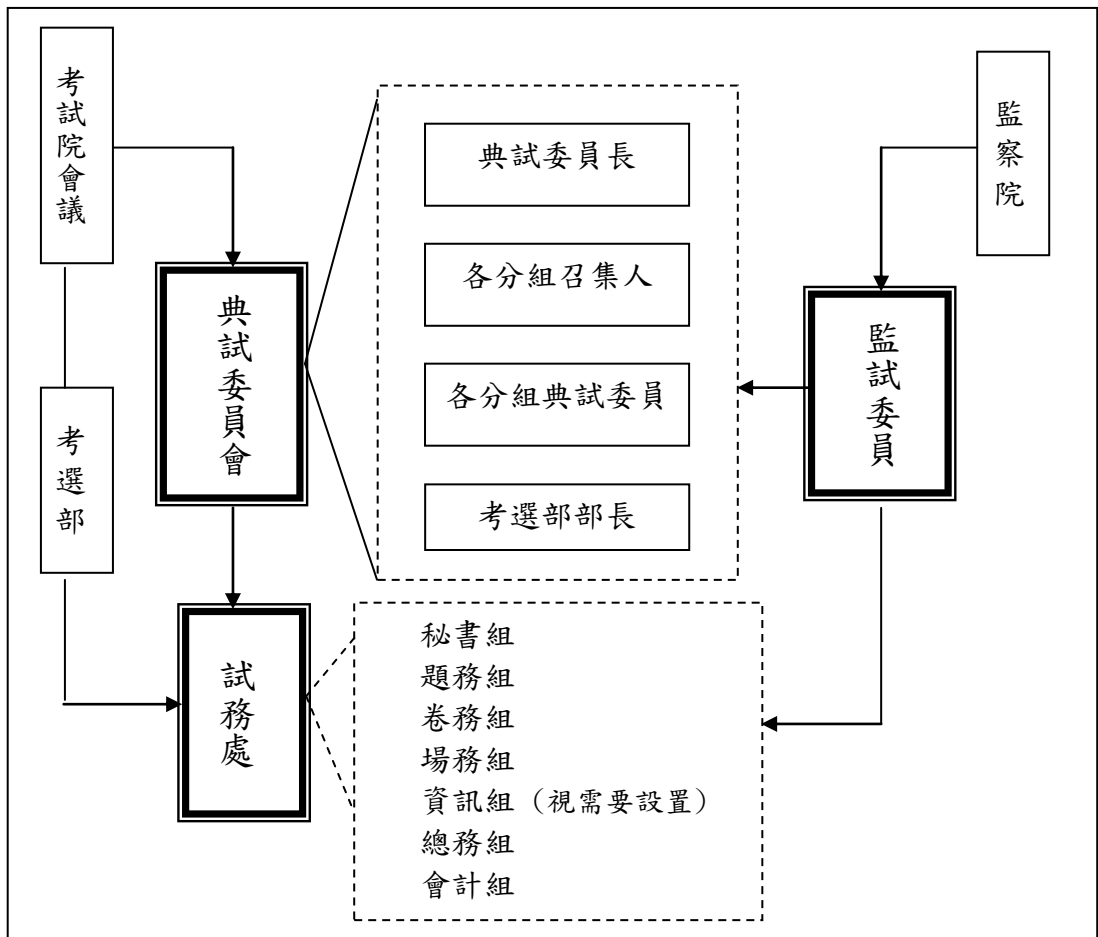 考試院會議
監察院
典試委員長
各分組召集人
各分組典試委員
考選部部長
典試委員會
監試委員
考選部
試務處
秘書組
題務組
卷務組
場務組
資訊組（視需要設置）
總務組
會計組